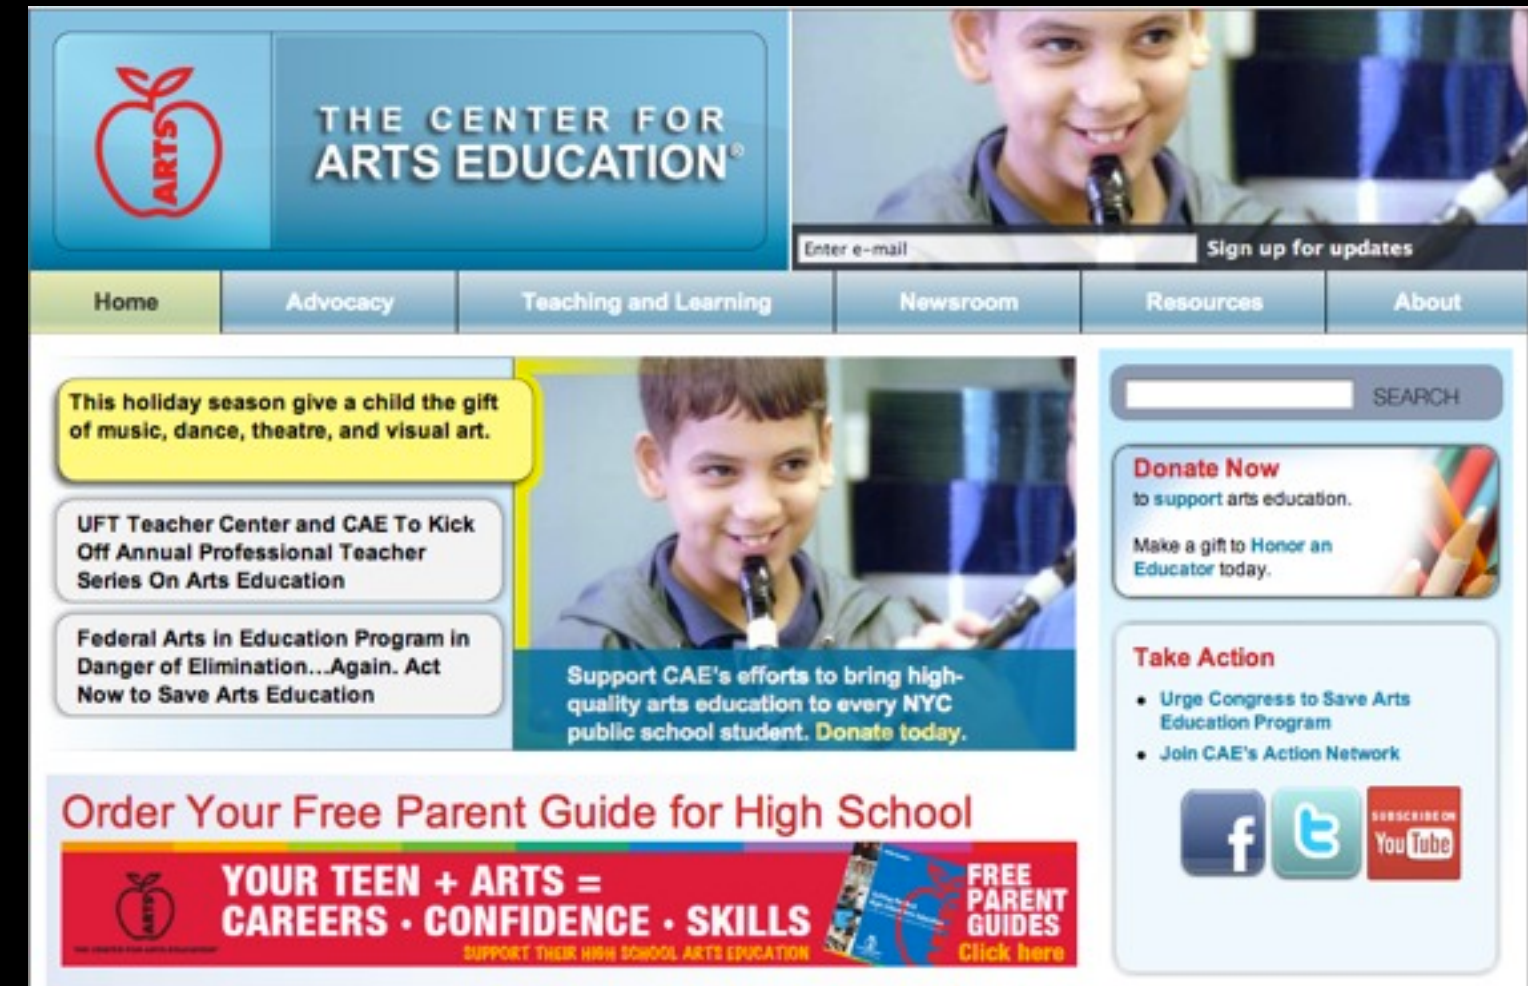 ARTS
THE CENTER FOR
ARTS EDUCATION®
Enter e-mail
Sign up for updates
Home
Advocacy
Teaching and Learning
Newsroom
Resources
About
This holiday season give a child the gift
of music, dance, theatre, and visual art.
UFT Teacher Center and CAE To Kick
Off Annual Professional Teacher
Series On Arts Education
Federal Arts in Education Program in
Danger of Elimination...Again. Act
Now to Save Arts Education
Support CAE's efforts to bring high-
quality arts education to every NYC
public school student. Donate today.
SEARCH
Donate Now
to support arts education.
Make a gift to Honor an
Educator today.
Take Action
• Urge Congress to Save Arts
Education Program
• Join CAE's Action Network
f
t
SUBSCRIBE ON
YouTube
Order Your Free Parent Guide for High School
ARTS
THE CENTER FOR ARTS EDUCATION
YOUR TEEN + ARTS =
CAREERS · CONFIDENCE · SKILLS
SUPPORT THEIR HIGH SCHOOL ARTS EDUCATION
FREE
PARENT
GUIDES
Click here